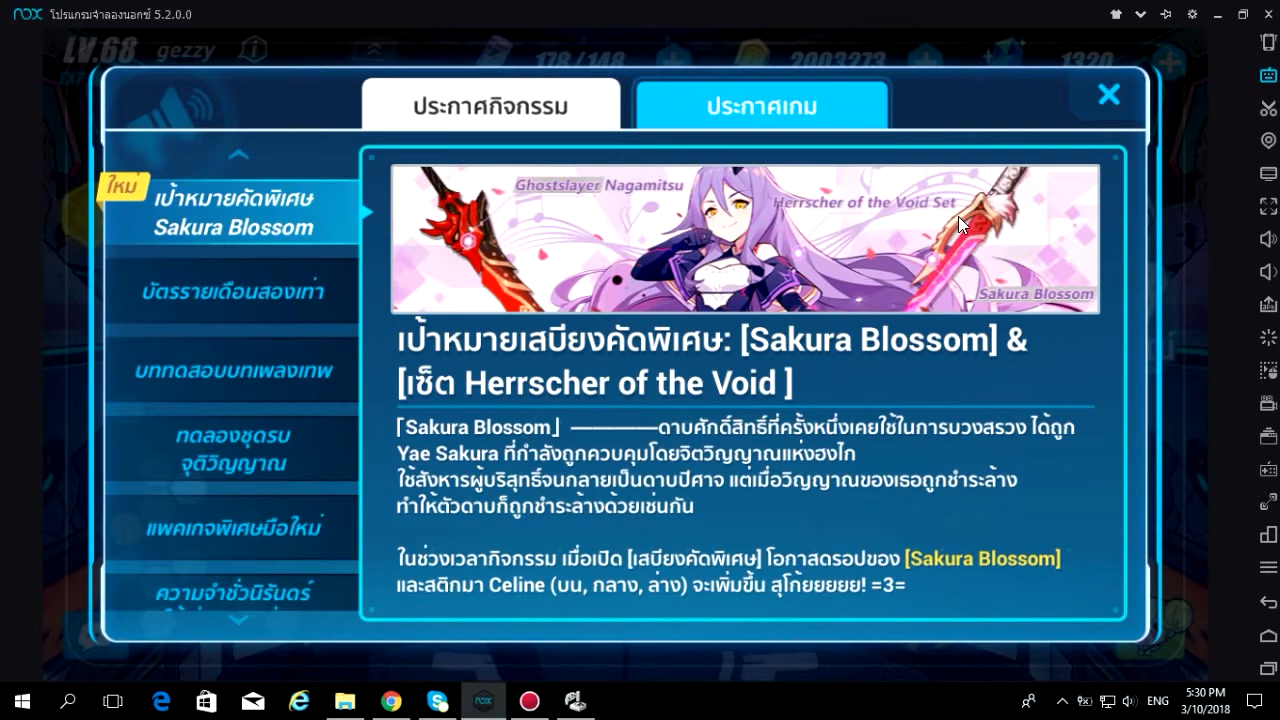 nox โปรแกรมจำลองนอกซ์ 5.2.0.0
LV.68 gezzy
178/148
2003273
1320
EXP
ประกาศกิจกรรม
ประกาศเกม
ใหม่
เป้าหมายคัดพิเศษ
Sakura Blossom
บัตรรายเดือนสองเท่า
บททดสอบบทเพลงเทพ
ทดลองชุดรบ
จุติวิญญาณ
แพคเกจพิเศษมือใหม่
ความจำชั่วนิรันดร์
Ghostslayer Nagamitsu
Herrscher of the Void Set
Sakura Blossom
เป้าหมายเสบียงคัดพิเศษ: [Sakura Blossom] &
[เซ็ต Herrscher of the Void ]
「Sakura Blossom」 ————ดาบศักดิ์สิทธิ์ที่ครั้งหนึ่งเคยใช้ในการบวงสรวง ได้ถูก
Yae Sakura ที่กำลังถูกควบคุมโดยจิตวิญญาณแห่งฮงไก
ใช้สังหารผู้บริสุทธิ์จนกลายเป็นดาบปีศาจ แต่เมื่อวิญญาณของเธอถูกชำระล้าง
ทำให้ตัวดาบก็ถูกชำระล้างด้วยเช่นกัน
ในช่วงเวลากิจกรรม เมื่อเปิด [เสบียงคัดพิเศษ] โอกาสดรอปของ [Sakura Blossom]
และสติกมา Celine (บน, กลาง, ล่าง) จะเพิ่มขึ้น สุโก้ยยยยย! =3=
ENG
5:30 PM
3/10/2018